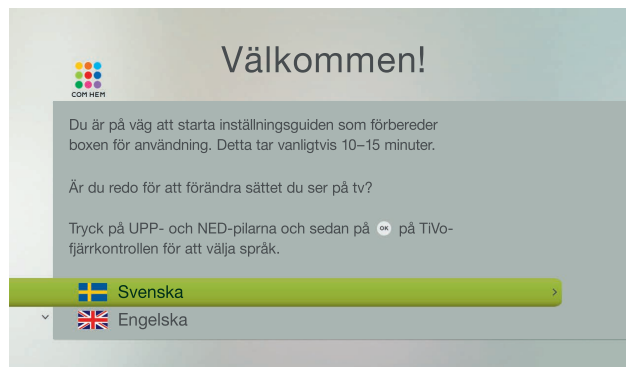 Välkommen!
COM HEM
Du är på väg att starta inställningsguiden som förbereder
boxen för användning. Detta tar vanligtvis 10–15 minuter.
Är du redo för att förändra sättet du ser på tv?
Tryck på UPP- och NED-pilarna och sedan på OK på TiVo-
fjärrkontrollen för att välja språk.
Svenska
Engelska